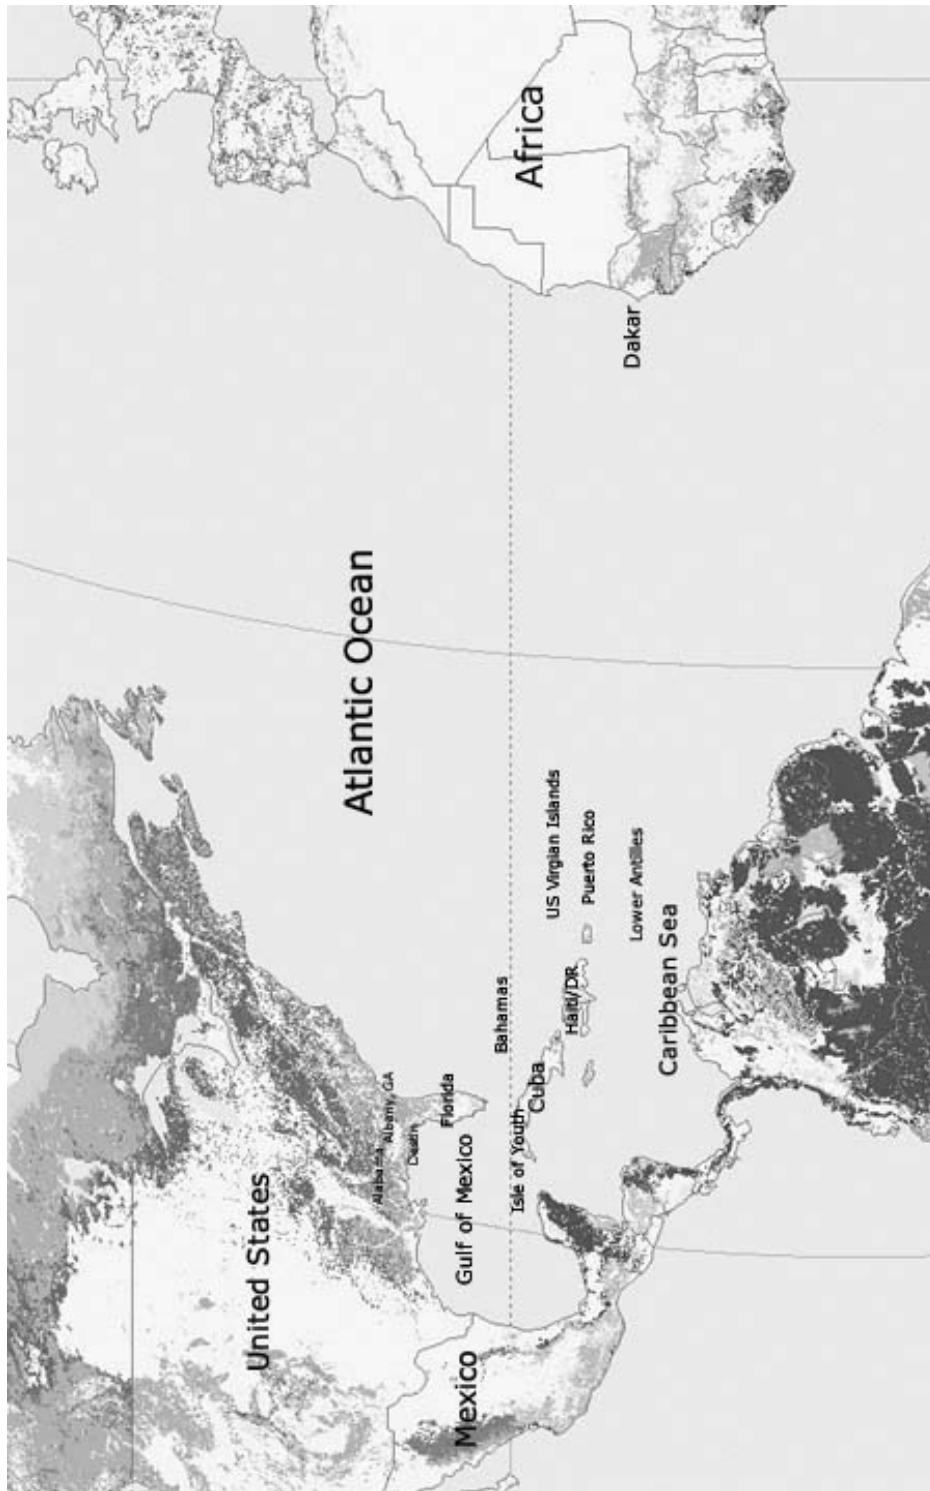 Africa
Dakar
Atlantic Ocean
US Virgian Islands
Puerto Rico
Lower Antilles
Caribbean Sea
Bahamas
Haiti/DR
Cuba
Isle of Youth
Florida
Albany, GA
Destin
Alabama
Gulf of Mexico
United States
Mexico